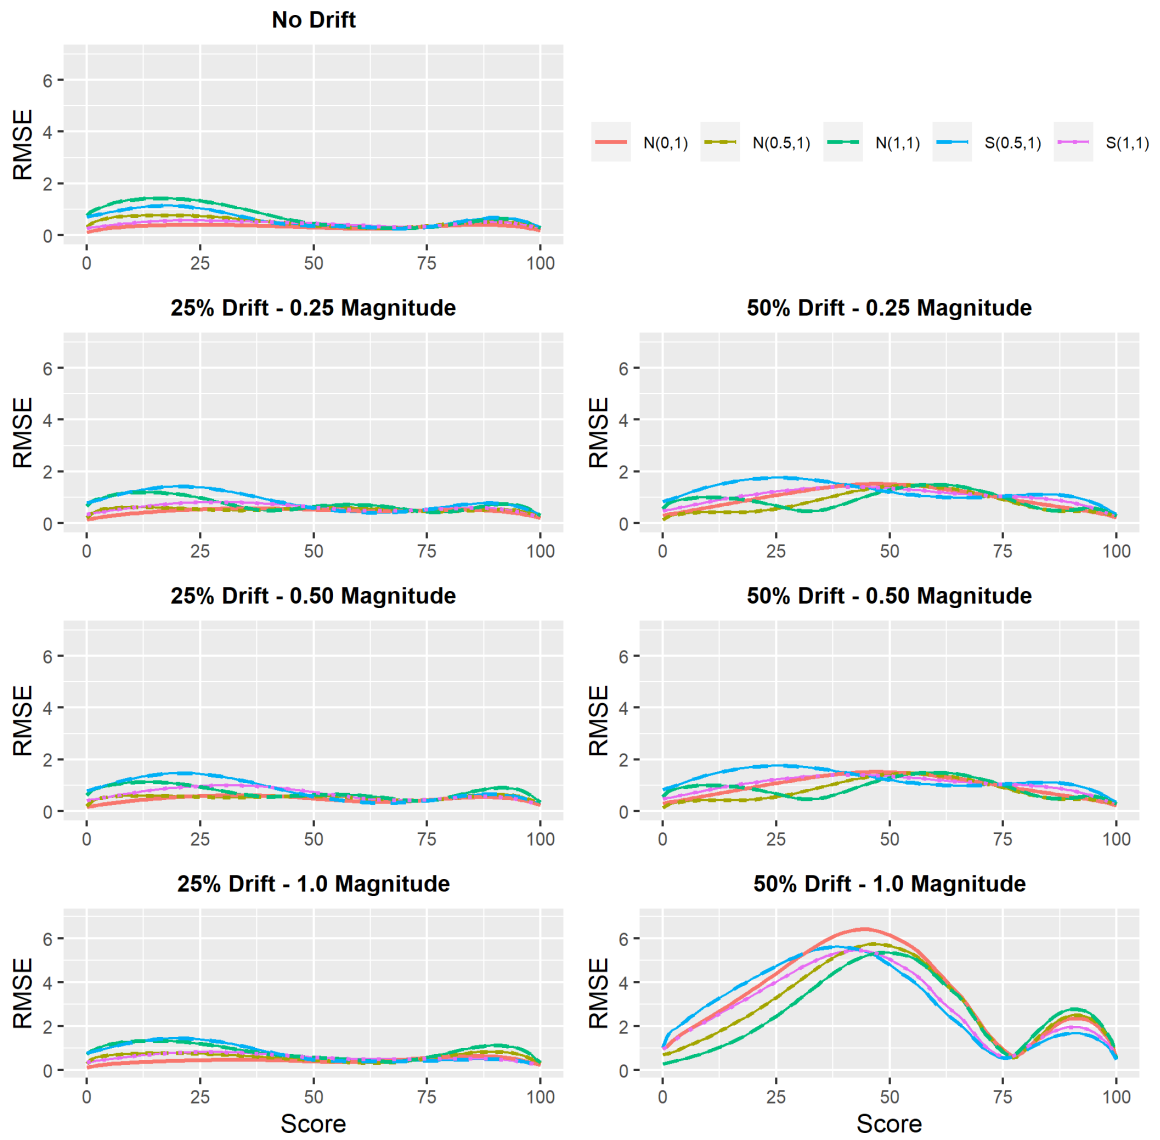 No Drift
RMSE
6
4
2
0
0 25 50 75 100
N(0,1) N(0.5,1) N(1,1) S(0.5,1) S(1,1)
25% Drift - 0.25 Magnitude
RMSE
6
4
2
0
0 25 50 75 100
50% Drift - 0.25 Magnitude
RMSE
6
4
2
0
0 25 50 75 100
25% Drift - 0.50 Magnitude
RMSE
6
4
2
0
0 25 50 75 100
50% Drift - 0.50 Magnitude
RMSE
6
4
2
0
0 25 50 75 100
25% Drift - 1.0 Magnitude
RMSE
6
4
2
0
0 25 50 75 100
Score
50% Drift - 1.0 Magnitude
RMSE
6
4
2
0
0 25 50 75 100
Score